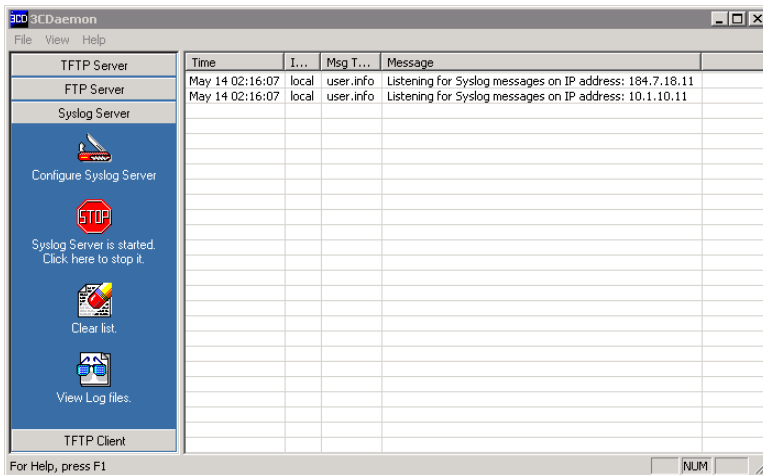 3CD 3CDaemon
File View Help
TFTP Server
FTP Server
Syslog Server
Configure Syslog Server
STOP
Syslog Server is started.
Click here to stop it.
Clear list.
View Log files.
TFTP Client
Time I... Msg T... Message
May 14 02:16:07 local user.info Listening for Syslog messages on IP address: 184.7.18.11
May 14 02:16:07 local user.info Listening for Syslog messages on IP address: 10.1.10.11
For Help, press F1 NUM